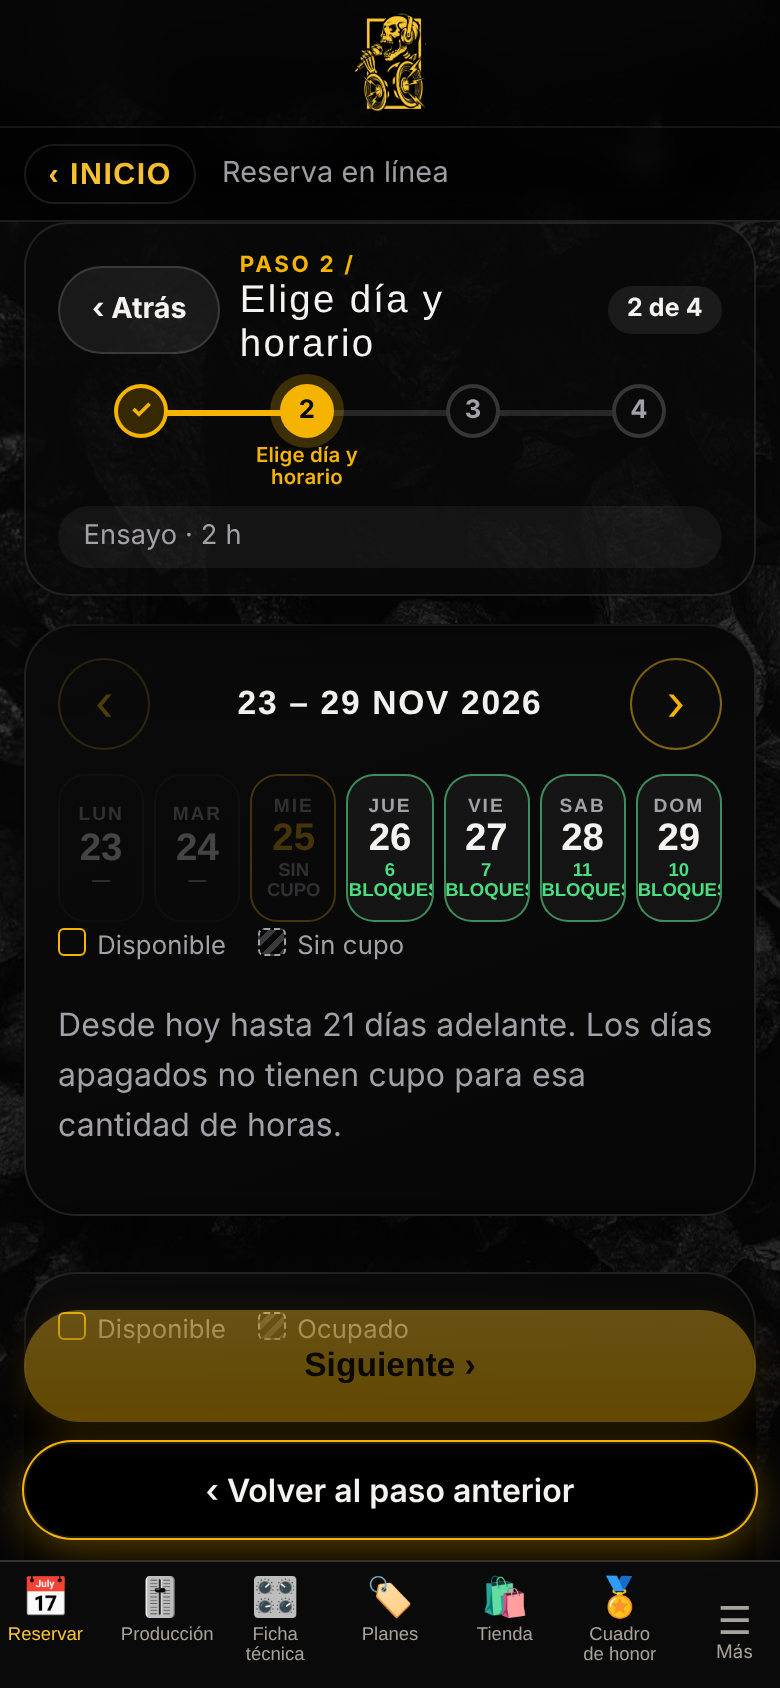 ‹ INICIO Reserva en línea
‹ Atrás
PASO 2 /
Elige día y
horario
2 de 4
2 3 4
Elige día y
horario
Ensayo · 2 h
‹ 23 – 29 NOV 2026 ›
LUN MAR MIE JUE VIE SAB DOM
23 24 25 26 27 28 29
— — SIN CUPO 6 BLOQUES 7 BLOQUES 11 BLOQUES 10 BLOQUES
Disponible Sin cupo
Desde hoy hasta 21 días adelante. Los días
apagados no tienen cupo para esa
cantidad de horas.
Disponible Ocupado
Siguiente ›
‹ Volver al paso anterior
July
17
Reservar Producción Ficha técnica Planes Tienda Cuadro de honor Más